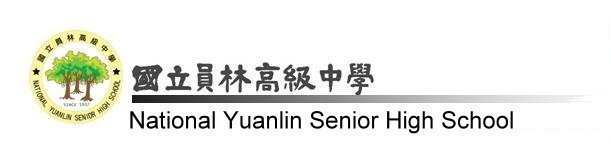 國立員林高級中學
NATIONAL YUANLIN SENIOR HIGH SCHOOL
SINCE 1937
國立員林高級中學
National Yuanlin Senior High School